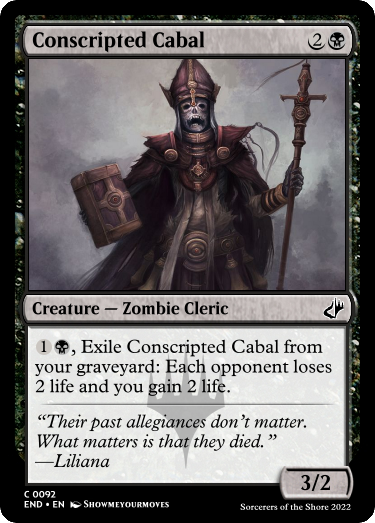 Conscripted Cabal 2
Creature — Zombie Cleric
1 , Exile Conscripted Cabal from
your graveyard: Each opponent loses
2 life and you gain 2 life.
“Their past allegiances don’t matter.
What matters is that they died.”
—Liliana
3/2
C 0092
END • EN SHOWMEYOURMOVES
Sorcerers of the Shore 2022